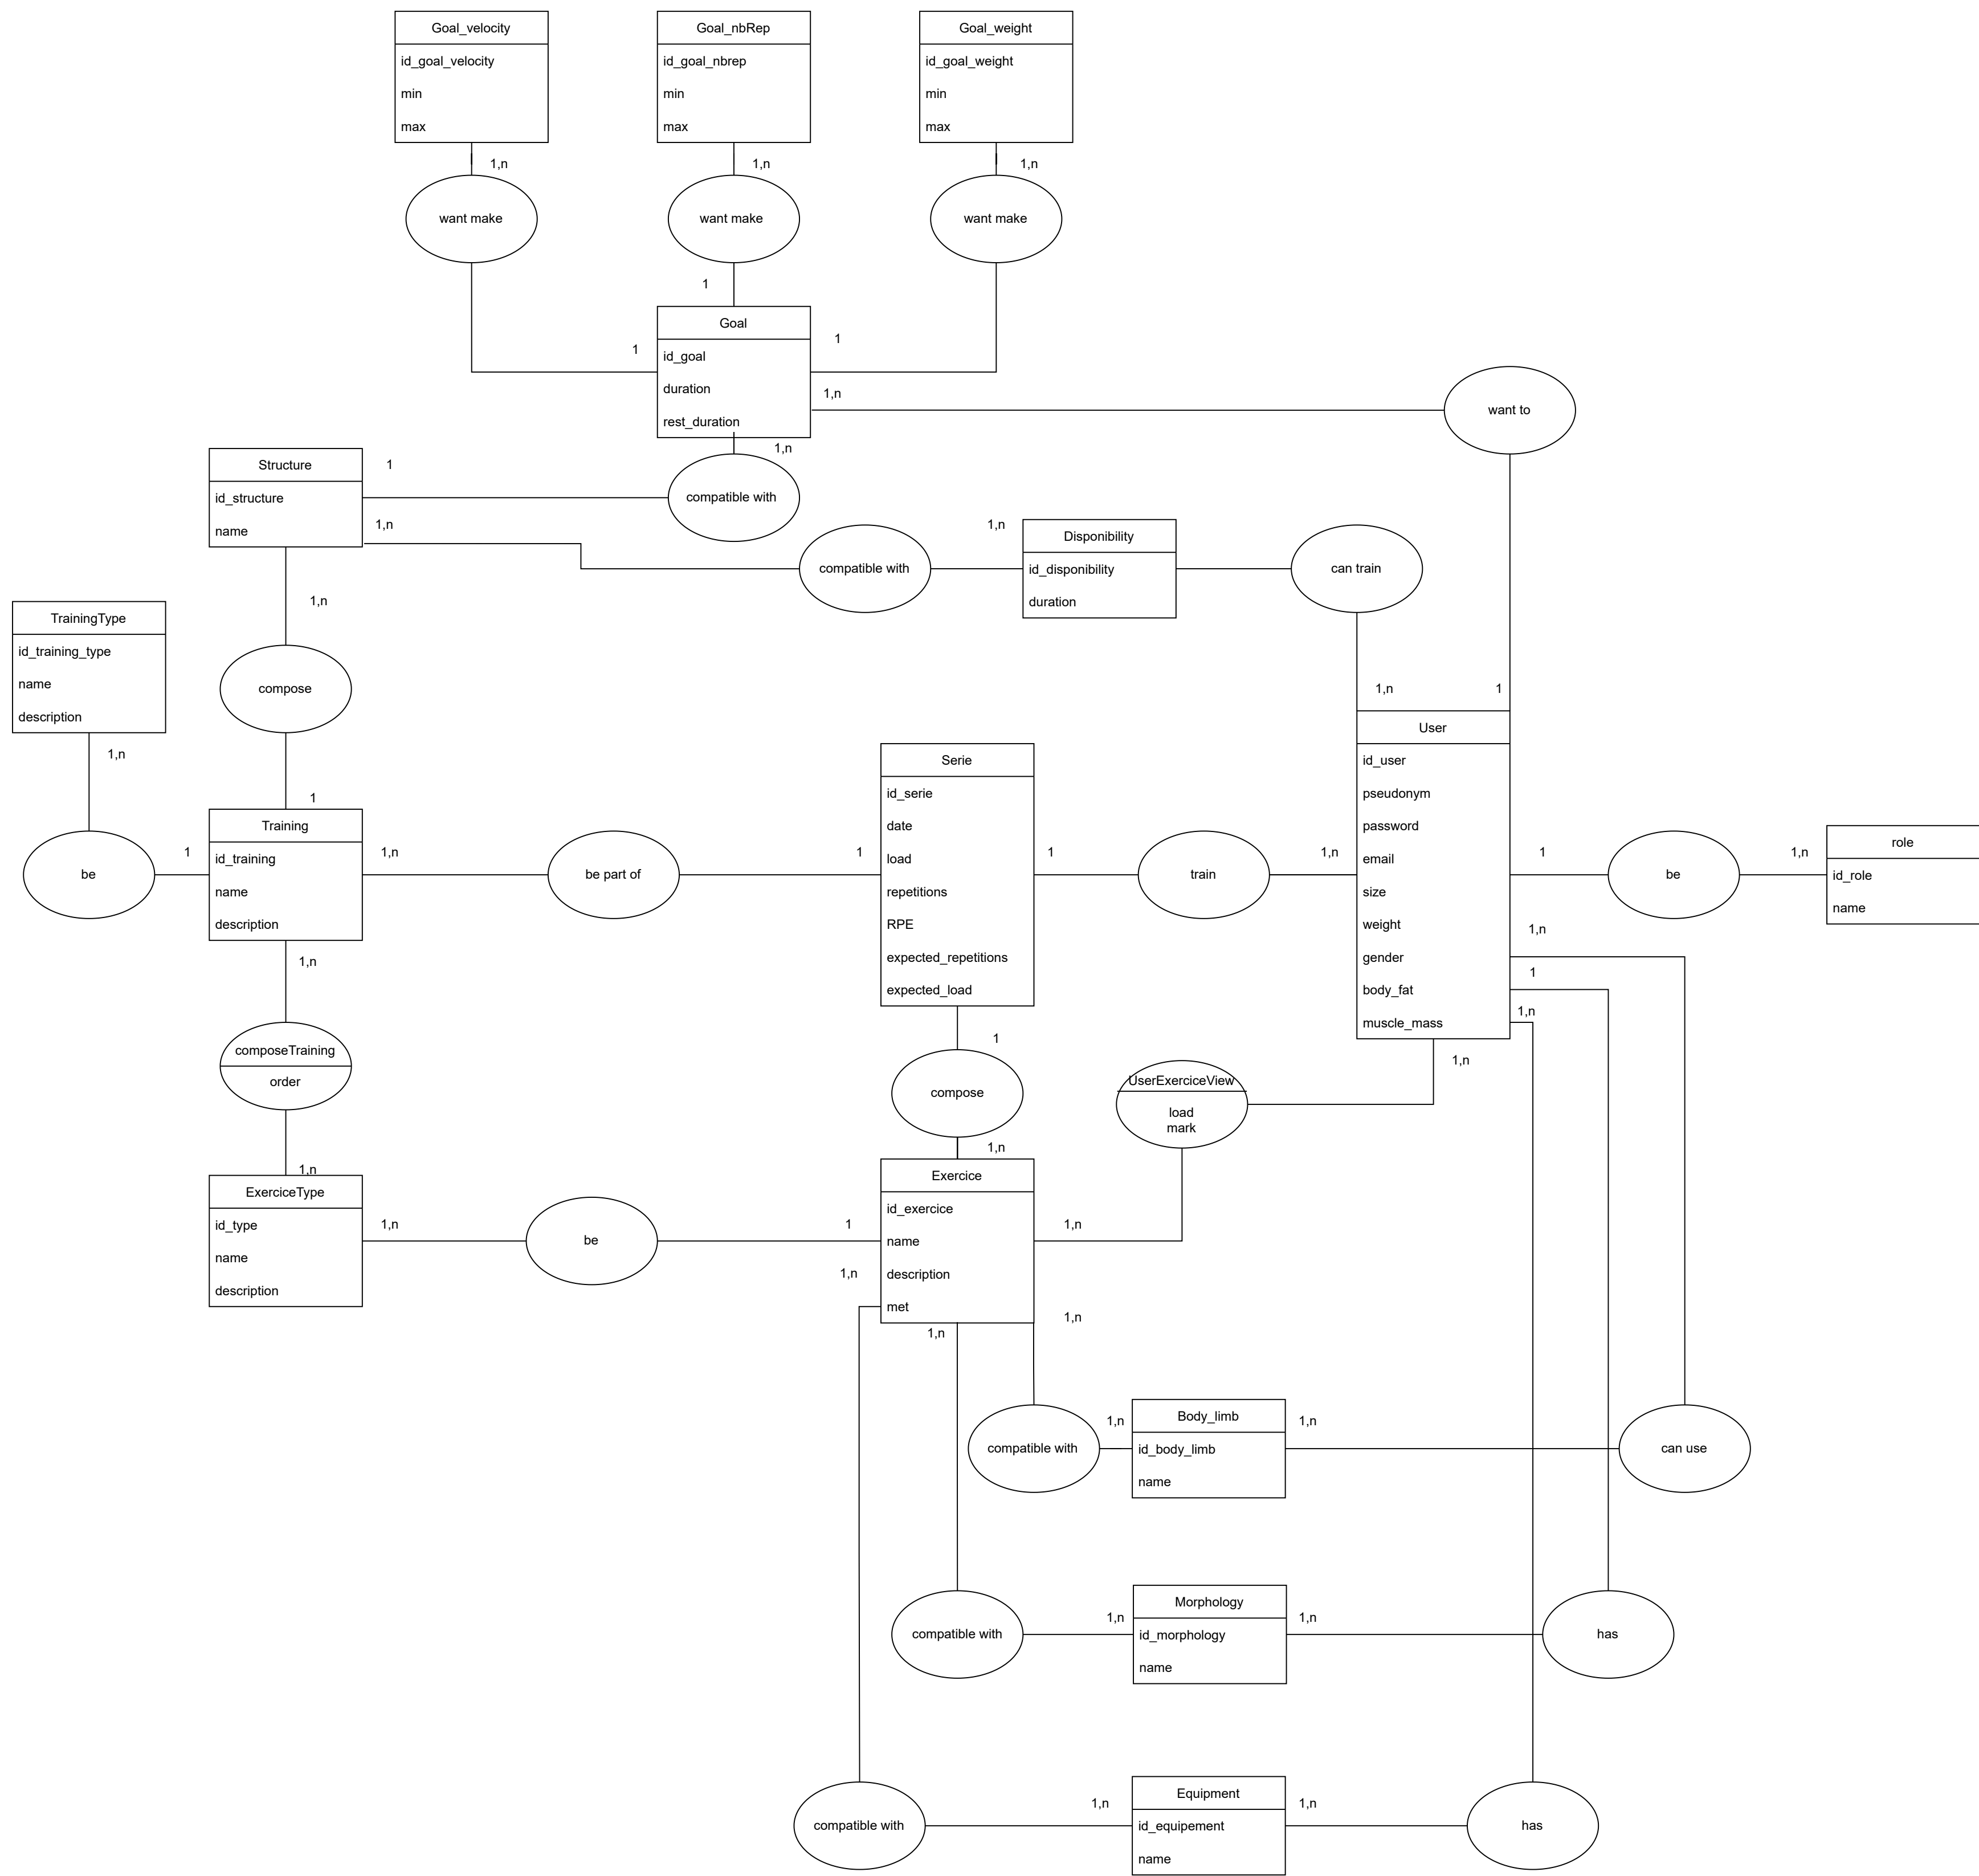 Goal_velocity
id_goal_velocity
min
max
Goal_nbRep
id_goal_nbrep
min
max
Goal_weight
id_goal_weight
min
max
1,n
1,n
1,n
want make
want make
want make
1
Goal
id_goal
duration
rest_duration
1
1
1,n
want to
1,n
Structure
id_structure
name
1
compatible with
1,n
compatible with
1,n
Disponibility
id_disponibility
duration
can train
1,n
TrainingType
id_training_type
name
description
1,n
compose
1,n
1
1
User
id_user
pseudonym
password
email
size
weight
gender
body_fat
muscle_mass
Serie
id_serie
date
load
repetitions
RPE
expected_repetitions
expected_load
be
1
Training
id_training
name
description
1,n
be part of
1
1
train
1,n
1
be
1,n
role
id_role
name
1,n
1
1,n
1,n
1,n
composeTraining
order
1,n
1
compose
1,n
UserExerciceView
load
mark
ExerciceType
id_type
name
description
1,n
be
1
Exercice
id_exercice
name
description
met
1,n
1,n
1,n
1,n
compatible with
1,n
Body_limb
id_body_limb
name
1,n
can use
compatible with
1,n
Morphology
id_morphology
name
1,n
has
compatible with
1,n
Equipment
id_equipement
name
1,n
has